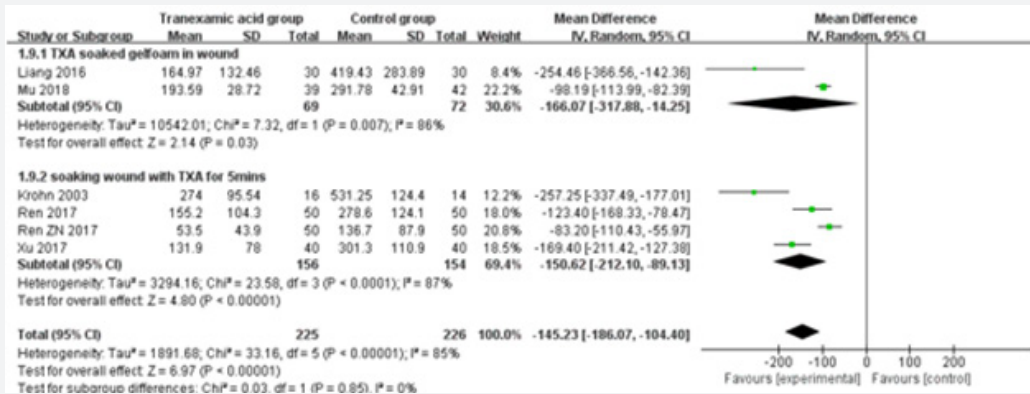 Tranexamic acid group Control group Mean Difference Mean Difference
Study or Subgroup Mean SD Total Mean SD Total Weight IV, Random, 95% CI IV, Random, 95% CI
1.9.1 TXA soaked gelfoam in wound
Liang 2016 164.97 132.46 30 419.43 283.89 30 8.4% -254.46 [-366.56, -142.36]
Mu 2018 193.59 28.72 39 291.78 42.91 42 22.2% -98.19 [-113.99, -82.39]
Subtotal (95% CI) 69 72 30.6% -166.07 [-317.88, -14.25]
Heterogeneity: Tau² = 10542.01; Chi² = 7.32, df = 1 (P = 0.007); I² = 86%
Test for overall effect: Z = 2.14 (P = 0.03)
1.9.2 soaking wound with TXA for 5mins
Krohn 2003 274 95.54 16 531.25 124.4 14 12.2% -257.25 [-337.49, -177.01]
Ren 2017 155.2 104.3 50 278.6 124.1 50 18.0% -123.40 [-168.33, -78.47]
Ren ZN 2017 53.5 43.9 50 136.7 87.9 50 20.8% -83.20 [-110.43, -55.97]
Xu 2017 131.9 78 40 301.3 110.9 40 18.5% -169.40 [-211.42, -127.38]
Subtotal (95% CI) 156 154 69.4% -150.62 [-212.10, -89.13]
Heterogeneity: Tau² = 3294.16; Chi² = 23.58, df = 3 (P < 0.0001); I² = 87%
Test for overall effect: Z = 4.80 (P < 0.00001)
Total (95% CI) 225 226 100.0% -145.23 [-186.07, -104.40]
Heterogeneity: Tau² = 1891.68; Chi² = 33.16, df = 5 (P < 0.00001); I² = 85%
Test for overall effect: Z = 6.97 (P < 0.00001)
Test for subgroup differences: Chi² = 0.03, df = 1 (P = 0.85), I² = 0%
-200 -100 0 100 200
Favours [experimental] Favours [control]